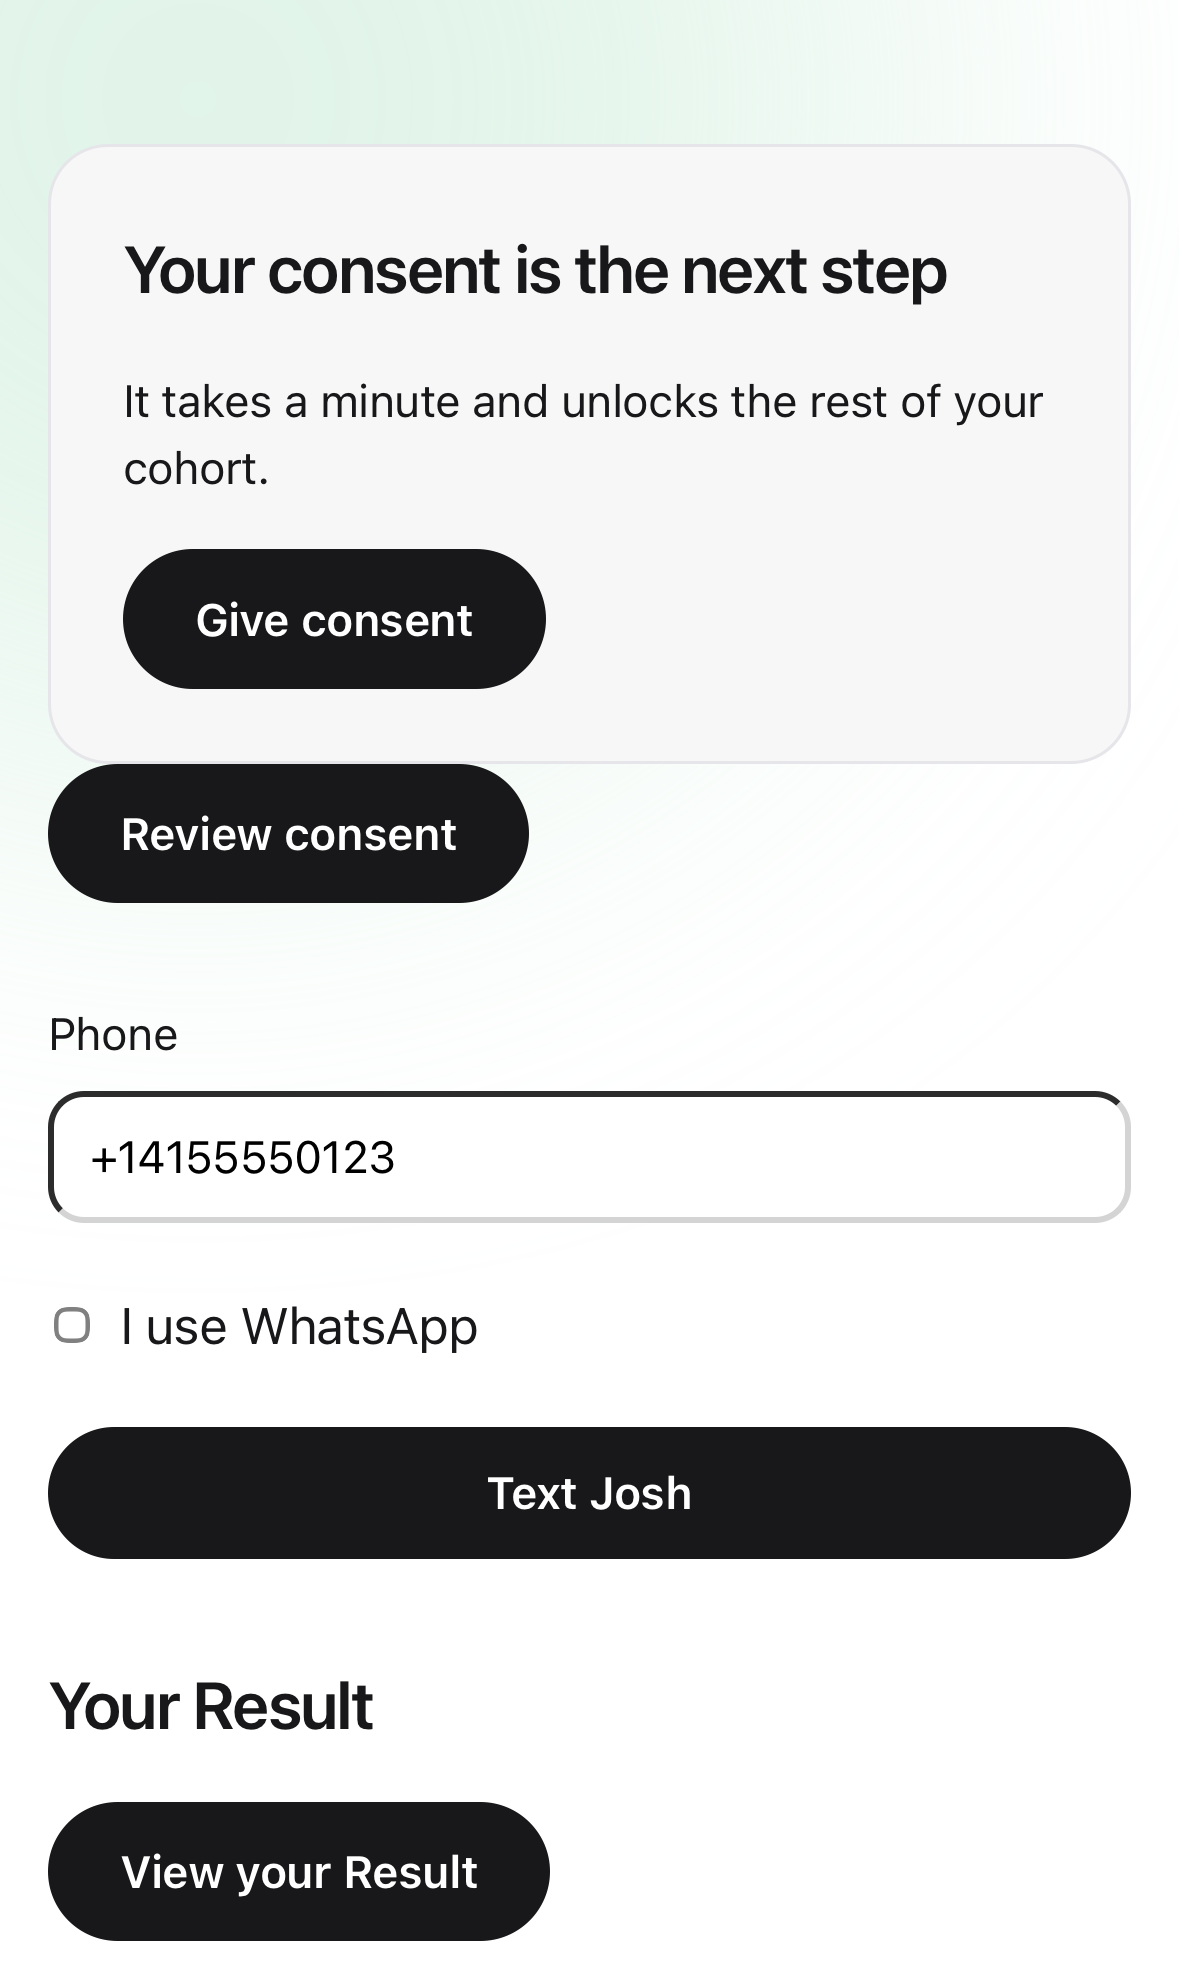 Your consent is the next step
It takes a minute and unlocks the rest of your
cohort.
Give consent
Review consent
Phone
+14155550123
I use WhatsApp
Text Josh
Your Result
View your Result